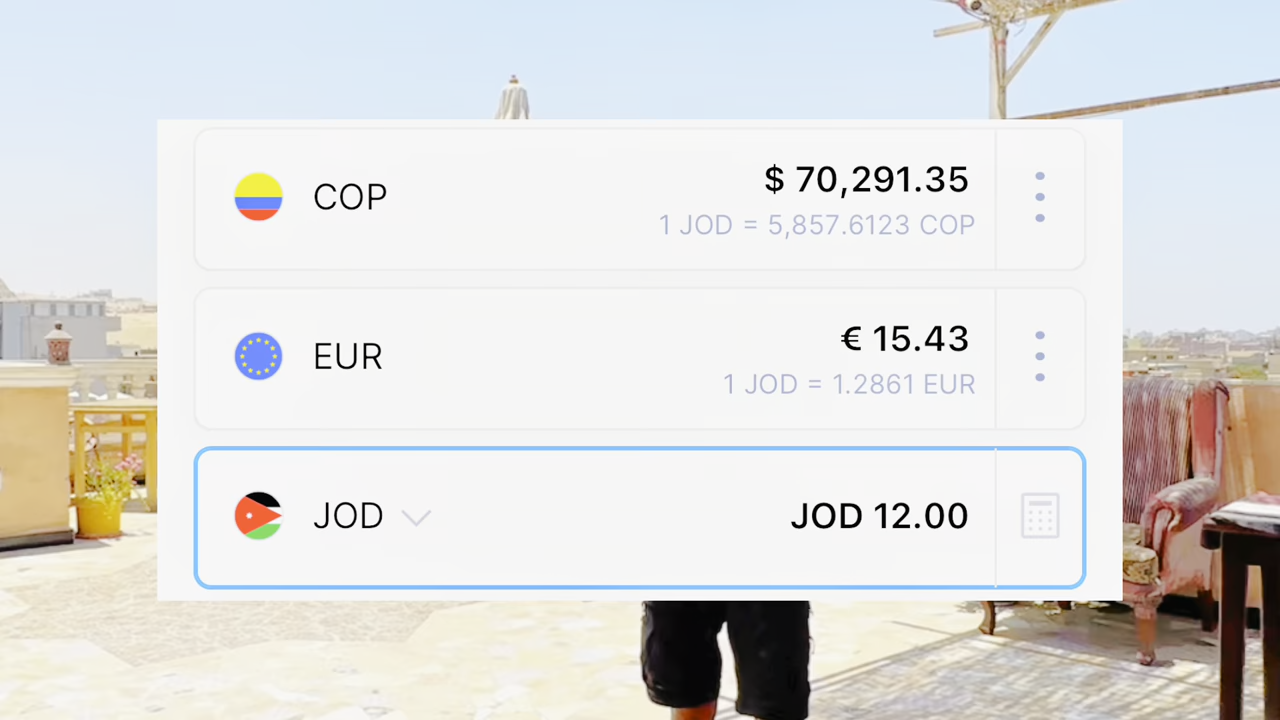 COP
$ 70,291.35
1 JOD = 5,857.6123 COP
EUR
€ 15.43
1 JOD = 1.2861 EUR
JOD
JOD 12.00